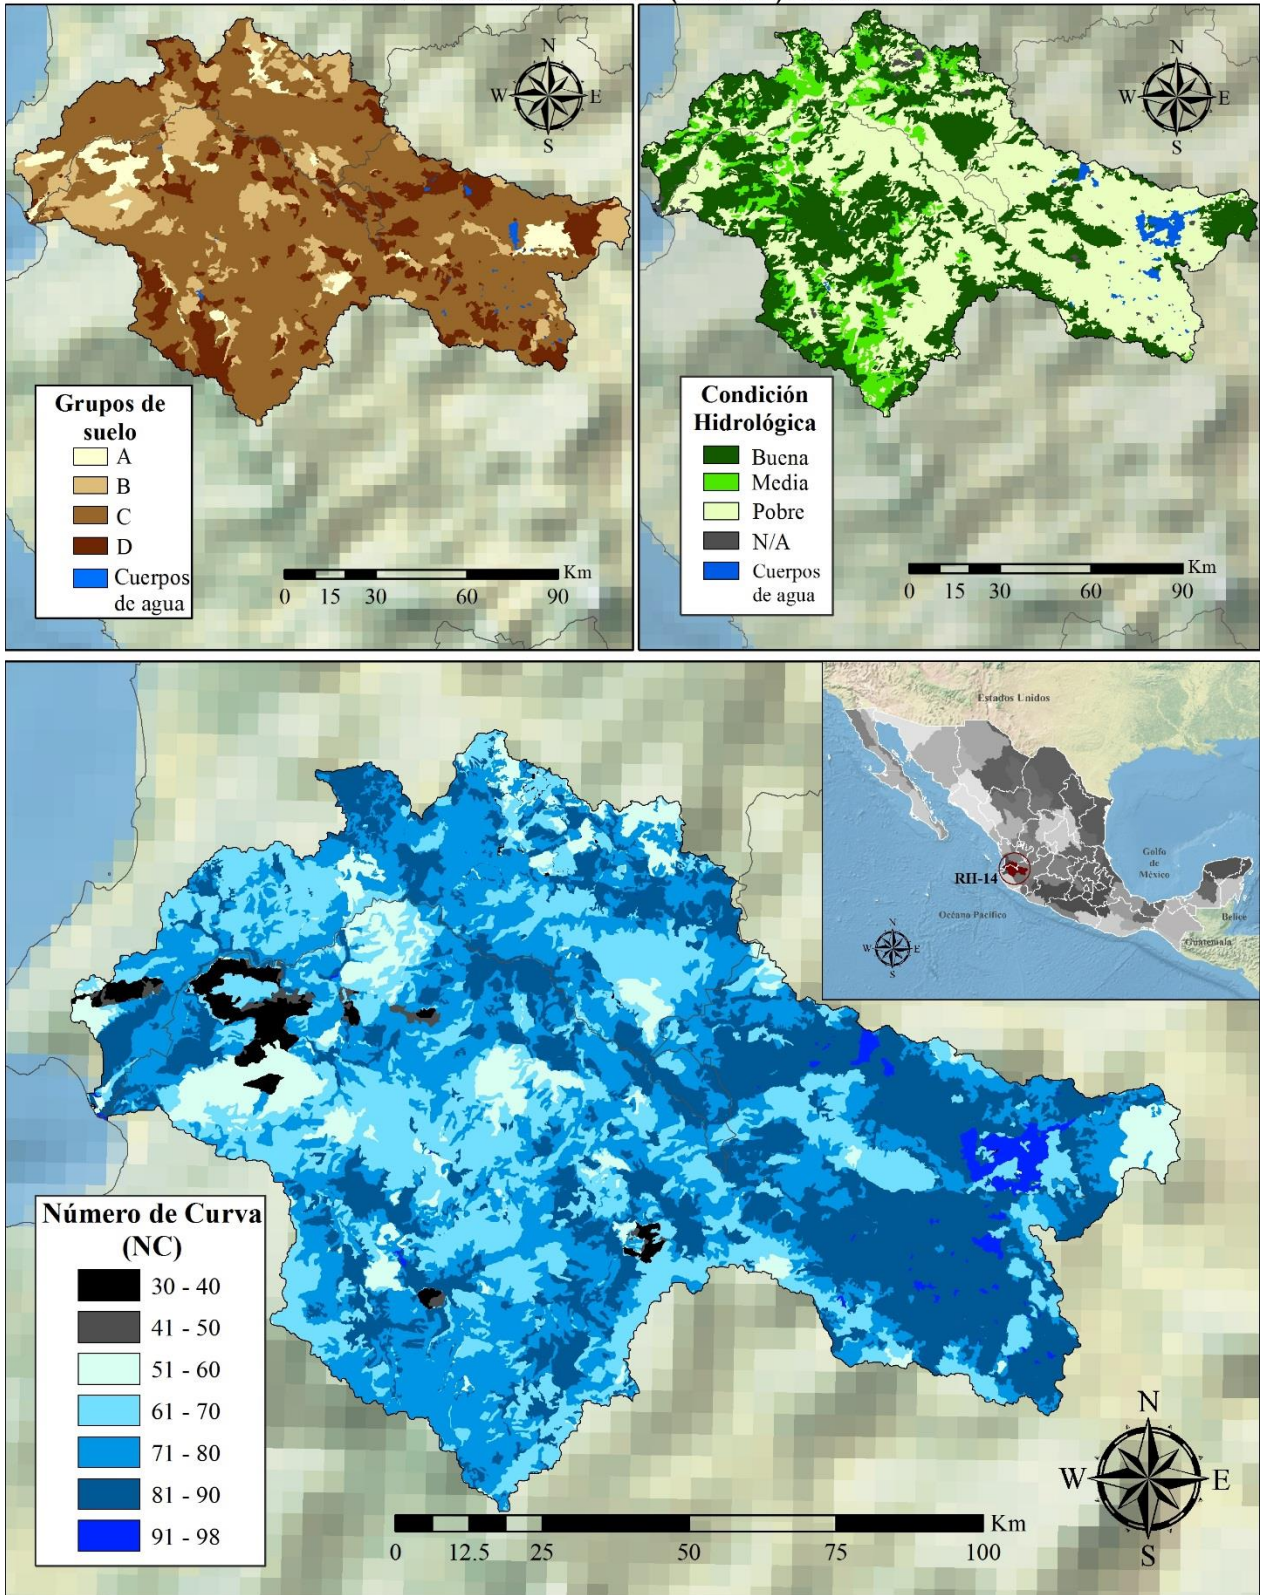 N
W E
S
Grupos de
suelo
A
B
C
D
Cuerpos
de agua
Km
0 15 30 60 90
N
W E
S
Condición
Hidrológica
Buena
Media
Pobre
N/A
Cuerpos
de agua
Km
0 15 30 60 90
Estados Unidos
Golfo
de
México
RH-14
Océano Pacífico
Belice
Guatemala
N
W E
S
Número de Curva
(NC)
30 - 40
41 - 50
51 - 60
61 - 70
71 - 80
81 - 90
91 - 98
N
W E
S
Km
0 12.5 25 50 75 100